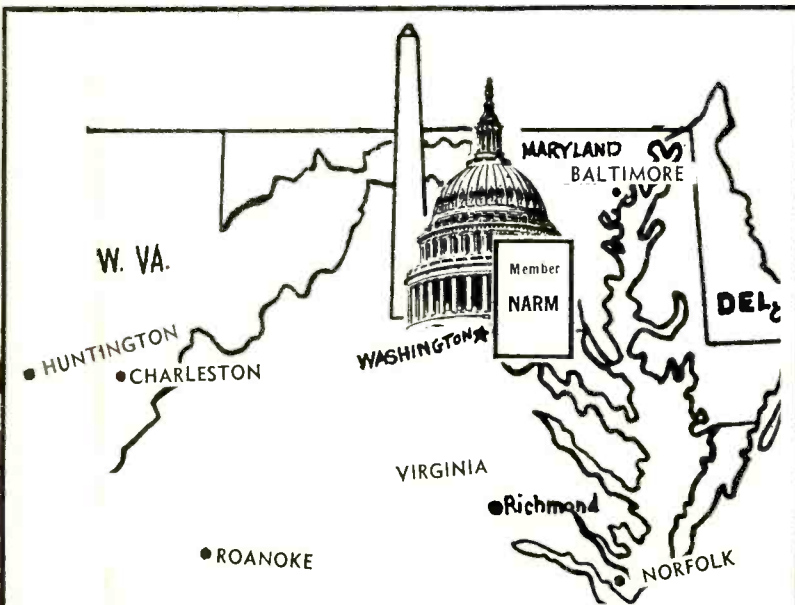 MARYLAND
BALTIMORE
W. VA.
Member
NARM
DEL.
HUNTINGTON
WASHINGTON
CHARLESTON
VIRGINIA
Richmond
ROANOKE
NORFOLK